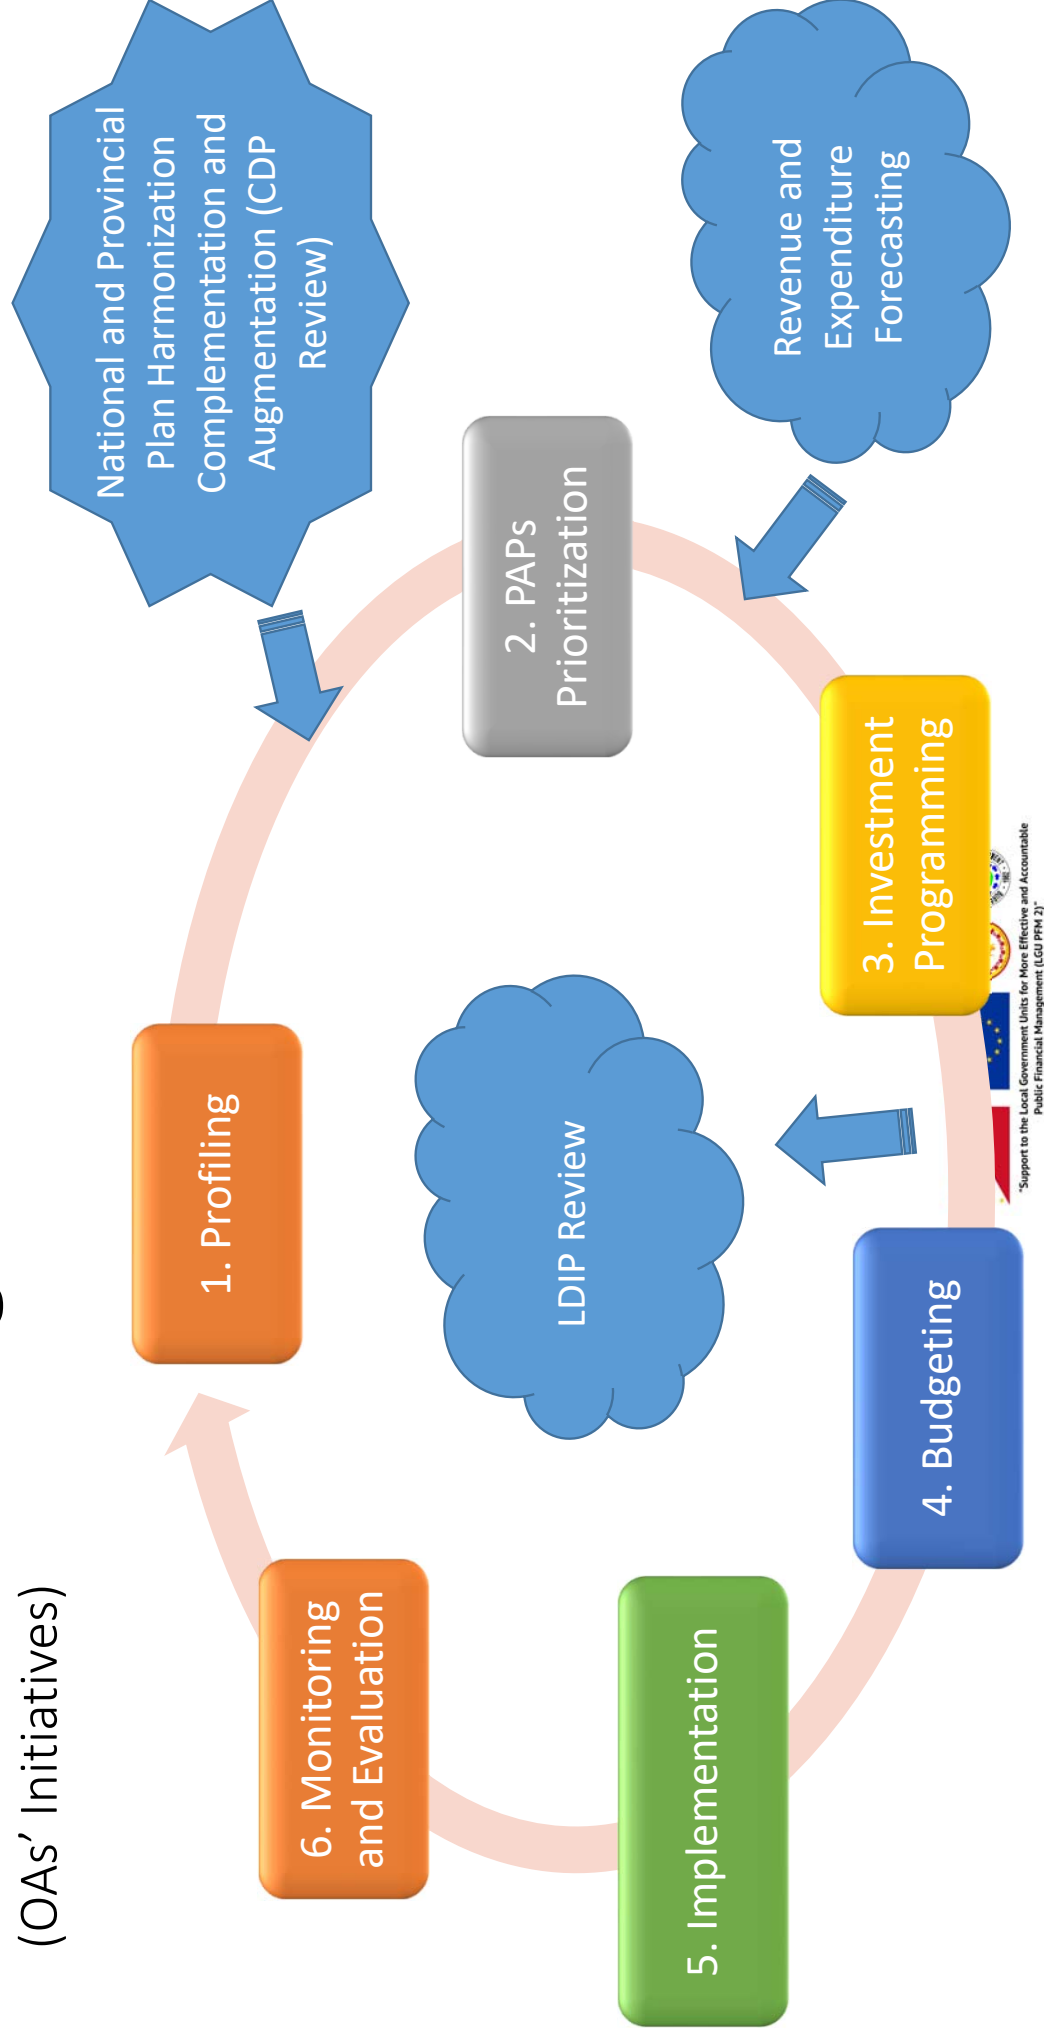 (OAs’ Initiatives)
National and Provincial
Plan Harmonization
Complementation and
Augmentation (CDP
Review)
1. Profiling
2. PAPs
Prioritization
Revenue and
Expenditure
Forecasting
3. Investment
Programming
4. Budgeting
5. Implementation
6. Monitoring
and Evaluation
LDIP Review
"Support to the Local Government Units for More Effective and Accountable
Public Financial Management (LGU PFM 2)"